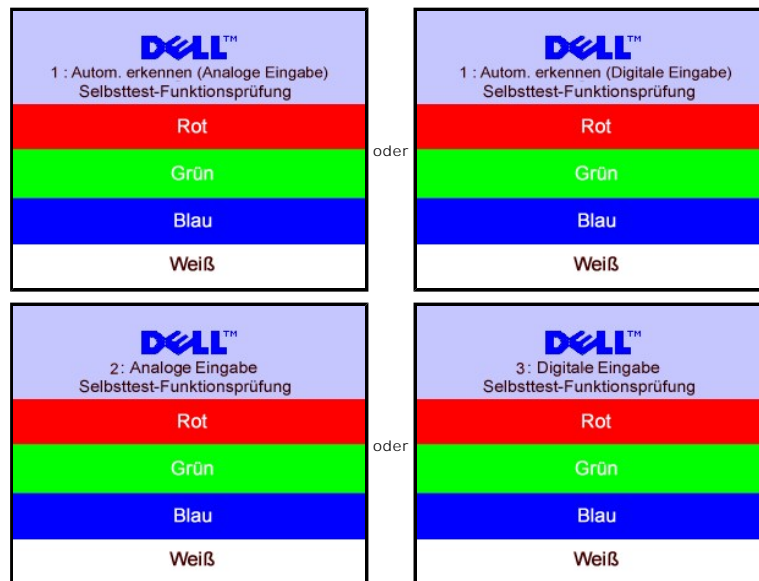 DELL™
1 : Autom. erkennen (Analoge Eingabe)
Selbsttest-Funktionsprüfung
Rot
Grün
Blau
Weiß
oder
DELL™
1 : Autom. erkennen (Digitale Eingabe)
Selbsttest-Funktionsprüfung
Rot
Grün
Blau
Weiß
DELL™
2: Analoge Eingabe
Selbsttest-Funktionsprüfung
Rot
Grün
Blau
Weiß
oder
DELL™
3: Digitale Eingabe
Selbsttest-Funktionsprüfung
Rot
Grün
Blau
Weiß